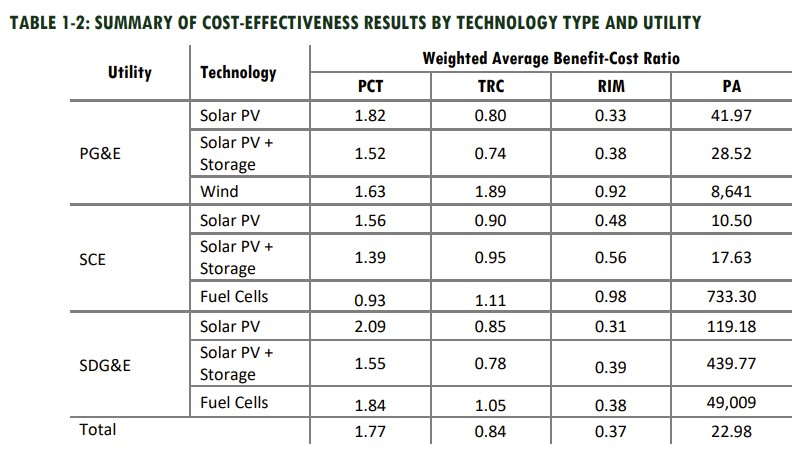 TABLE 1-2: SUMMARY OF COST-EFFECTIVENESS RESULTS BY TECHNOLOGY TYPE AND UTILITY
Utility Technology Weighted Average Benefit-Cost Ratio
PCT TRC RIM PA
PG&E Solar PV 1.82 0.80 0.33 41.97
Solar PV +
Storage 1.52 0.74 0.38 28.52
Wind 1.63 1.89 0.92 8,641
SCE Solar PV 1.56 0.90 0.48 10.50
Solar PV +
Storage 1.39 0.95 0.56 17.63
Fuel Cells 0.93 1.11 0.98 733.30
SDG&E Solar PV 2.09 0.85 0.31 119.18
Solar PV +
Storage 1.55 0.78 0.39 439.77
Fuel Cells 1.84 1.05 0.38 49,009
Total 1.77 0.84 0.37 22.98